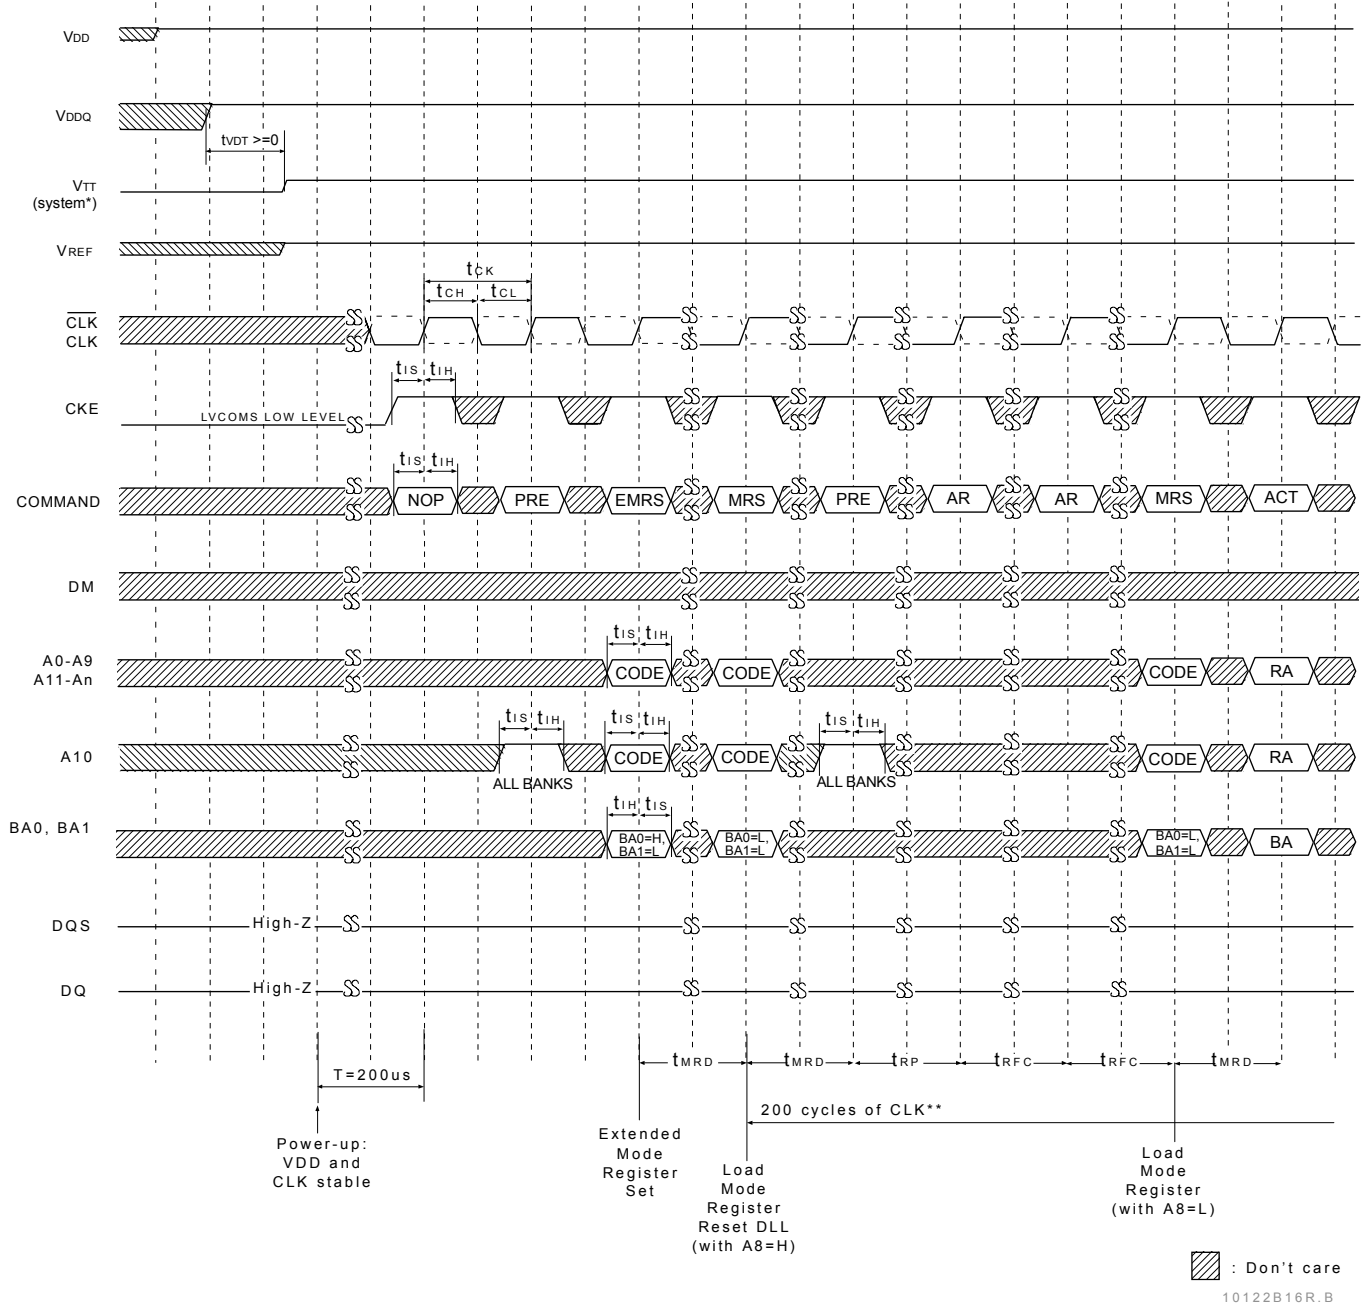 VDD
VDDQ
tVDT >=0
VTT
(system*)
VREF
tCK
tCH
tCL
CLK
CLK
tIS
tIH
CKE
LVCOMS LOW LEVEL
tIS
tIH
COMMAND
NOP
PRE
EMRS
MRS
PRE
AR
AR
MRS
ACT
DM
tIS
tIH
A0-A9
A11-An
CODE
CODE
CODE
RA
tIS
tIH
tIS
tIH
tIS
tIH
A10
CODE
CODE
CODE
RA
ALL BANKS
ALL BANKS
tIH
tIS
BA0, BA1
BA0=H,
BA1=L
BA0=L,
BA1=L
BA0=L,
BA1=L
BA
DQS
High-Z
DQ
High-Z
tMRD
tMRD
tRP
tRFC
tRFC
tMRD
T=200us
200 cycles of CLK**
Power-up:
VDD and
CLK stable
Extended
Mode
Register
Set
Load
Mode
Register
Reset DLL
(with A8=H)
Load
Mode
Register
(with A8=L)
: Don't care
10122B16R.B